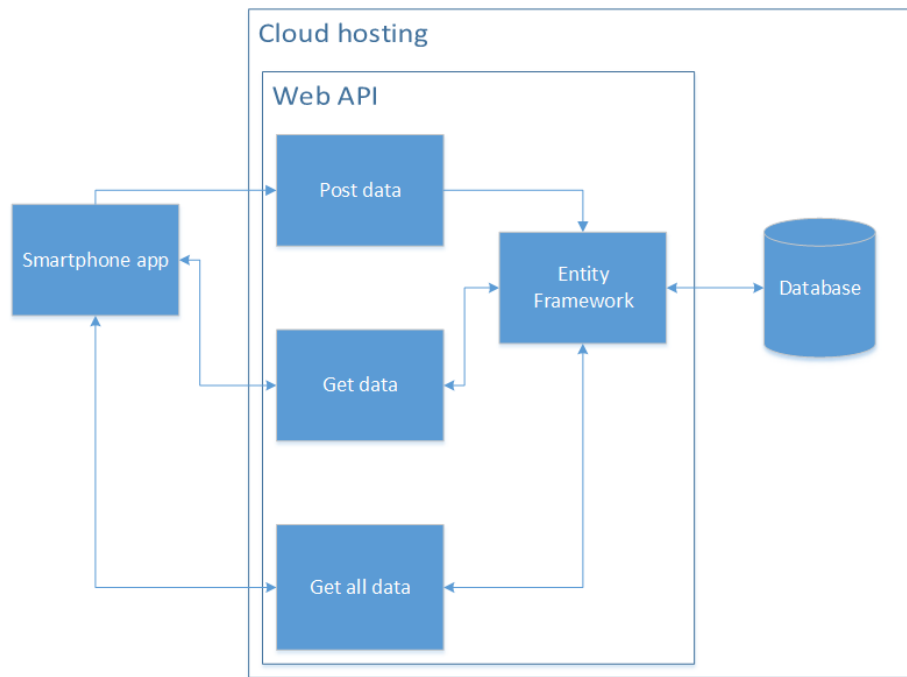 Cloud hosting
Web API
Post data
Smartphone app
Entity
Framework
Database
Get data
Get all data